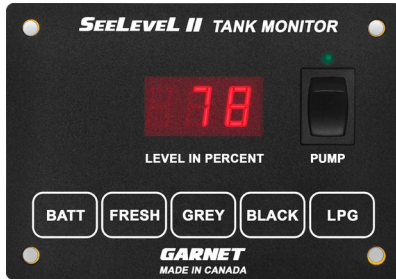 SEELEVEL II TANK MONITOR
78
LEVEL IN PERCENT
PUMP
BATT FRESH GREY BLACK LPG
GARNET
MADE IN CANADA